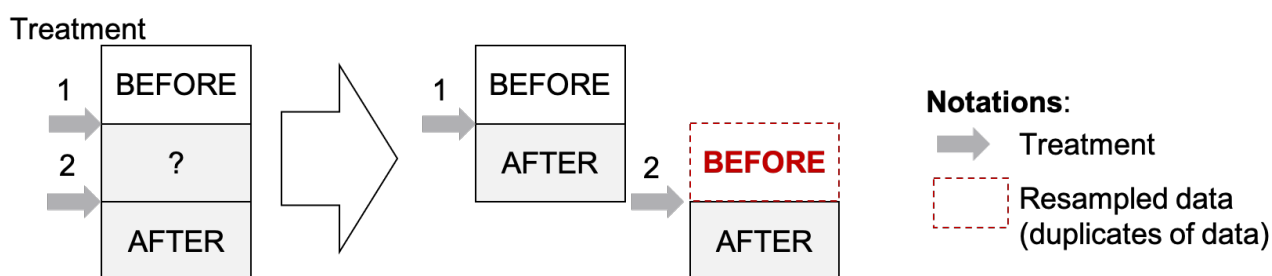 Treatment
1
BEFORE
2
?
AFTER
1
BEFORE
AFTER
2
BEFORE
AFTER
Notations:
Treatment
Resampled data
(duplicates of data)